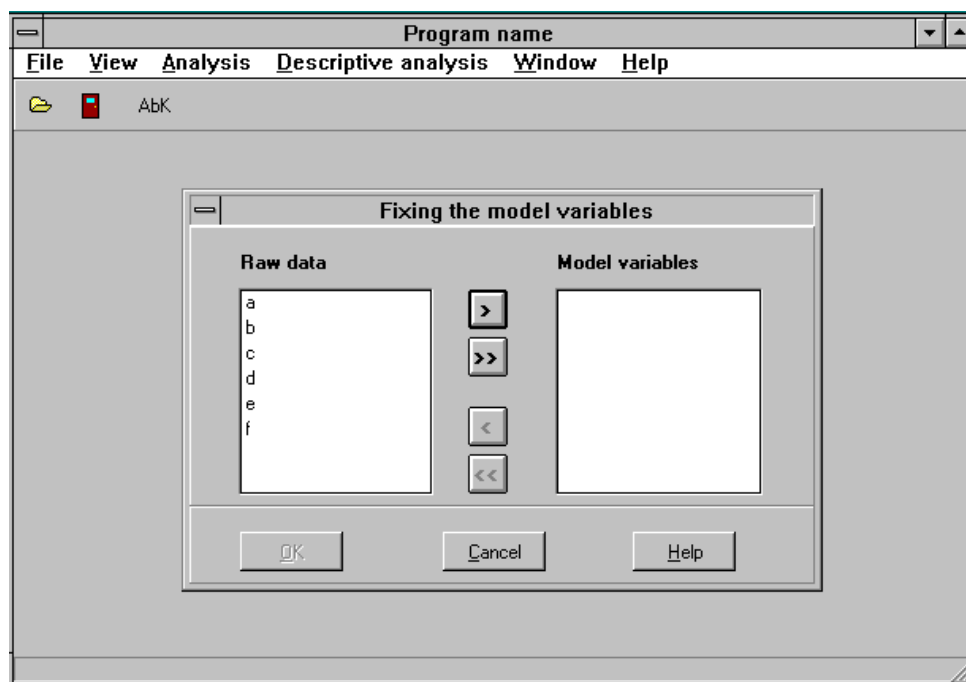 Program name
File View Analysis Descriptive analysis Window Help
AbK
Fixing the model variables
Raw data Model variables
a
b
c
d
e
f
>
>>
<
<<
OK Cancel Help